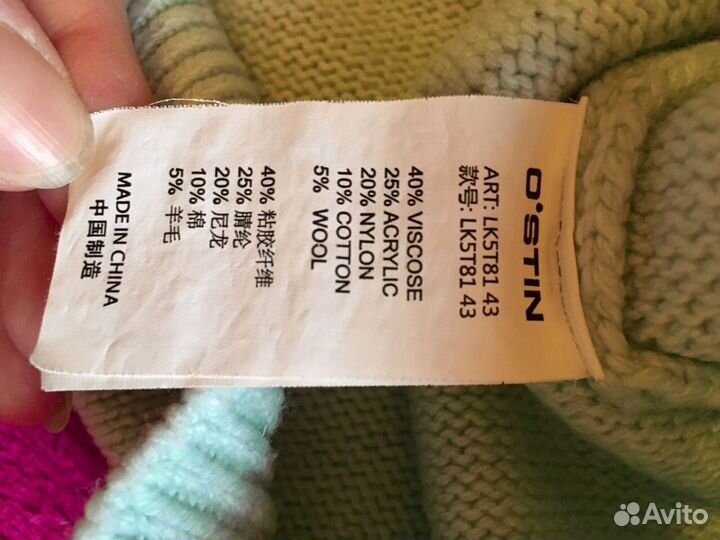 O'STIN
ART: LK5T81 43
款号: LK5T81 43
40% VISCOSE
25% ACRYLIC
20% NYLON
10% COTTON
5% WOOL
40% 粘胶纤维
25% 腈纶
20% 尼龙
10% 棉
5% 羊毛
MADE IN CHINA
中国制造
Avito